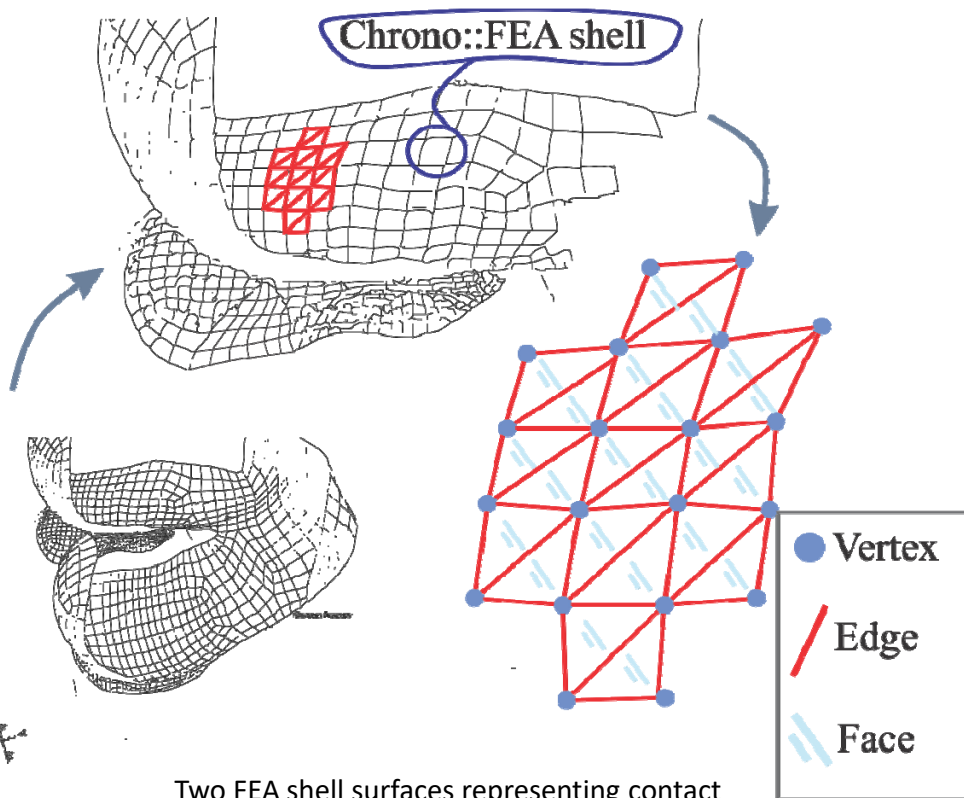 Chrono::FEA shell
Vertex
Edge
Face
Two FEA shell surfaces representing contact